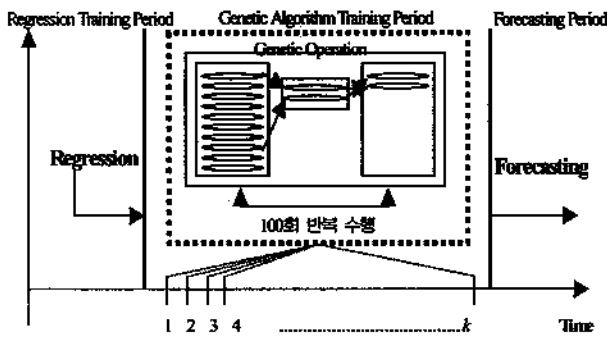 Regression Training Period
Genetic Algorithm Training Period
Forecasting Period
Genetic Operation
Regression
Forecasting
100회 반복 수행
1 2 3 4 ........................................ k
Time